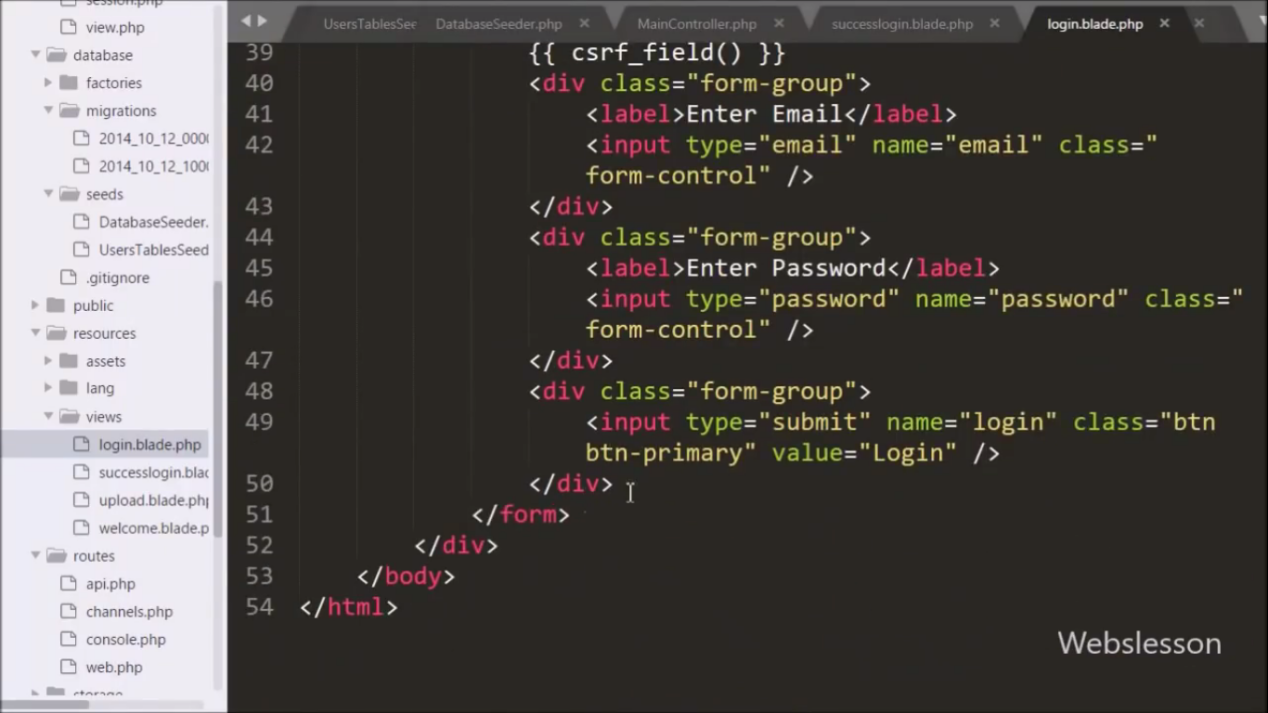 session.php
view.php
database
factories
migrations
2014_10_12_000
2014_10_12_100
seeds
DatabaseSeeder.
UsersTablesSeed
.gitignore
public
resources
assets
lang
views
login.blade.php
successlogin.blad
upload.blade.php
welcome.blade.p
routes
api.php
channels.php
console.php
web.php
storage
UsersTablesSee
DatabaseSeeder.php
MainController.php
successlogin.blade.php
login.blade.php
39 {{ csrf_field() }}
40 <div class="form-group">
41 <label>Enter Email</label>
42 <input type="email" name="email" class="
form-control" />
43 </div>
44 <div class="form-group">
45 <label>Enter Password</label>
46 <input type="password" name="password" class="
form-control" />
47 </div>
48 <div class="form-group">
49 <input type="submit" name="login" class="btn
btn-primary" value="Login" />
50 </div>
51 </form>
52 </div>
53 </body>
54 </html>
Webslesson